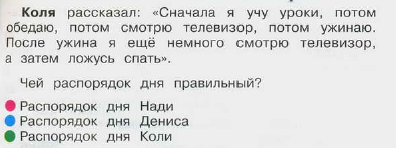 Коля рассказал: «Сначала я учу уроки, потом
обедаю, потом смотрю телевизор, потом ужинаю.
После ужина я ещё немного смотрю телевизор,
а затем ложусь спать».
Чей распорядок дня правильный?
Распорядок дня Нади
Распорядок дня Дениса
Распорядок дня Коли